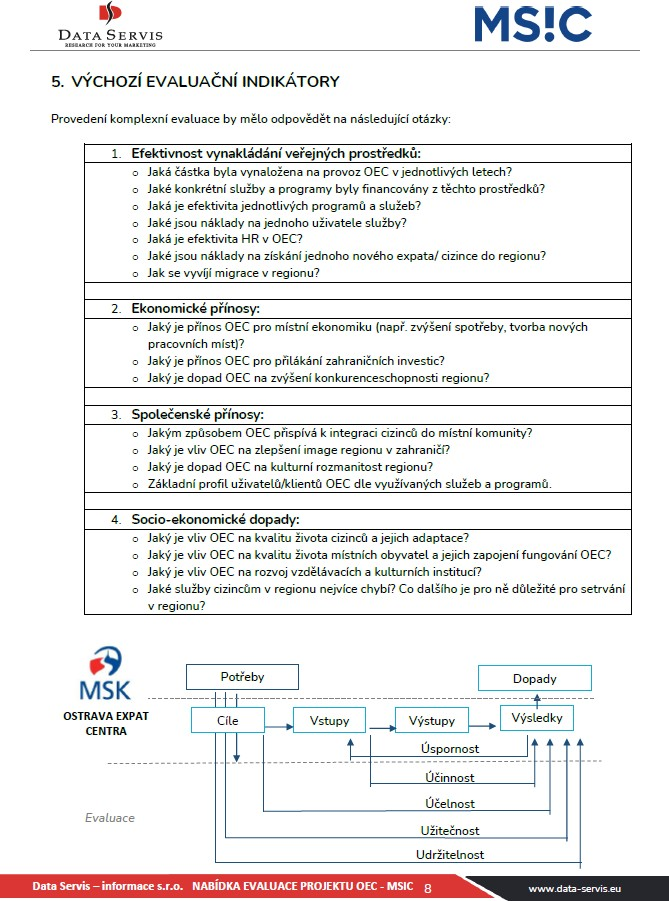 DATA SERVIS
RESEARCH FOR YOUR MARKETING
MS!C
5. VÝCHOZÍ EVALUAČNÍ INDIKÁTORY
Provedení komplexní evaluace by mělo odpovědět na následující otázky:
1. Efektivnost vynakládání veřejných prostředků:
o Jaká částka byla vynaložena na provoz OEC v jednotlivých letech?
o Jaké konkrétní služby a programy byly financovány z těchto prostředků?
o Jaká je efektivita jednotlivých programů a služeb?
o Jaké jsou náklady na jednoho uživatele služby?
o Jaká je efektivita HR v OEC?
o Jaké jsou náklady na získání jednoho nového expata/ cizince do regionu?
o Jak se vyvíjí migrace v regionu?
2. Ekonomické přínosy:
o Jaký je přínos OEC pro místní ekonomiku (např. zvýšení spotřeby, tvorba nových
pracovních míst)?
o Jaký je přínos OEC pro přilákání zahraničních investic?
o Jaký je dopad OEC na zvýšení konkurenceschopnosti regionu?
3. Společenské přínosy:
o Jakým způsobem OEC přispívá k integraci cizinců do místní komunity?
o Jaký je vliv OEC na zlepšení image regionu v zahraničí?
o Jaký je dopad OEC na kulturní rozmanitost regionu?
o Základní profil uživatelů/klientů OEC dle využívaných služeb a programů.
4. Socio-ekonomické dopady:
o Jaký je vliv OEC na kvalitu života cizinců a jejich adaptace?
o Jaký je vliv OEC na kvalitu života místních obyvatel a jejich zapojení fungování OEC?
o Jaký je vliv OEC na rozvoj vzdělávacích a kulturních institucí?
o Jaké služby cizincům v regionu nejvíce chybí? Co dalšího je pro ně důležité pro setrvání
v regionu?
MSK
OSTRAVA EXPAT
CENTRA
Potřeby
Dopady
Cíle
Vstupy
Výstupy
Výsledky
Úspornost
Účinnost
Účelnost
Užitečnost
Udržitelnost
Evaluace
Data Servis – informace s.r.o. NABÍDKA EVALUACE PROJEKTU OEC - MSIC 8
www.data-servis.eu